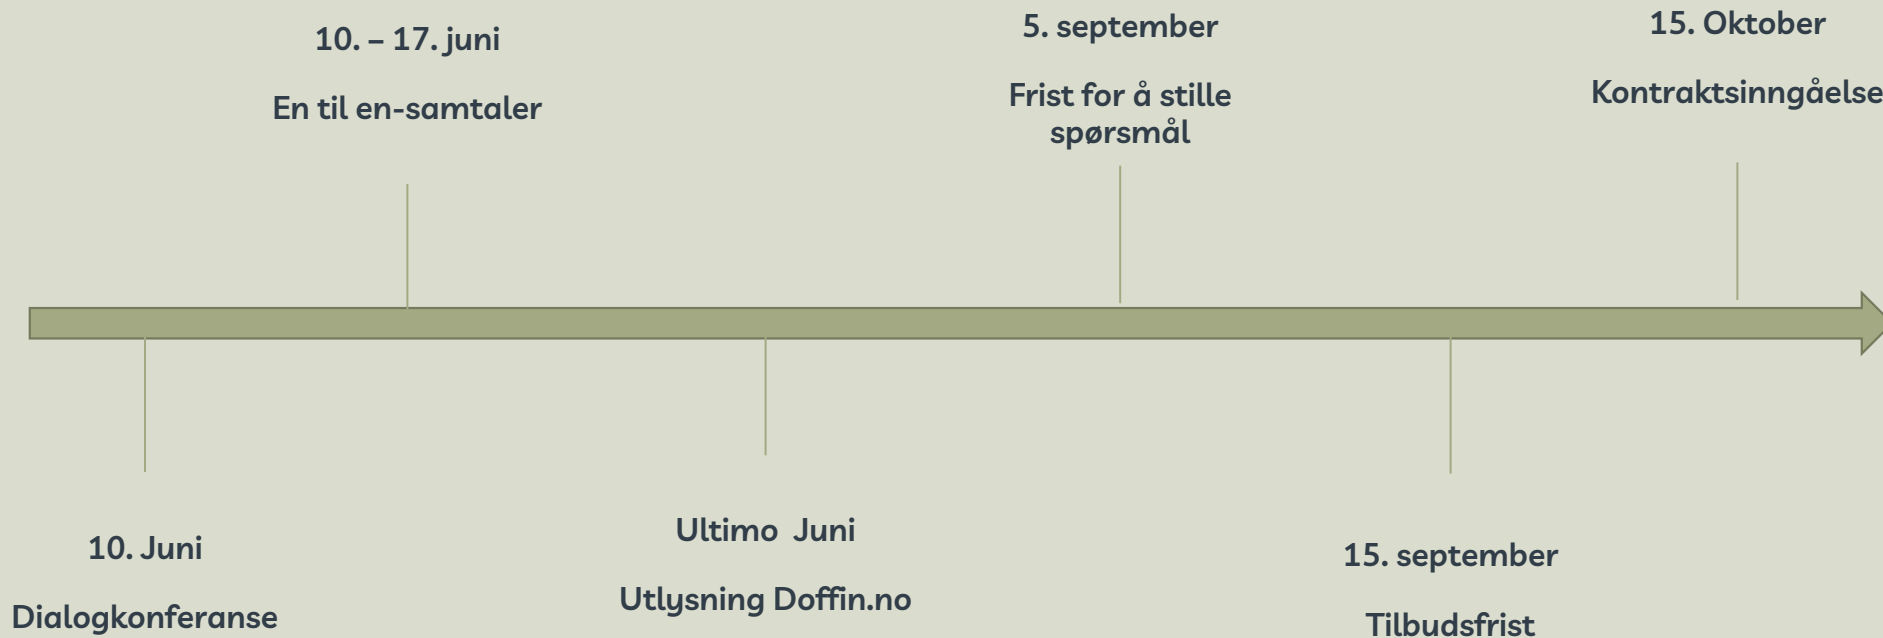 10. – 17. juni
En til en-samtaler
5. september
Frist for å stille
spørsmål
15. Oktober
Kontraktsinngåelse
10. Juni
Dialogkonferanse
Ultimo  Juni
Utlysning Doffin.no
15. september
Tilbudsfrist